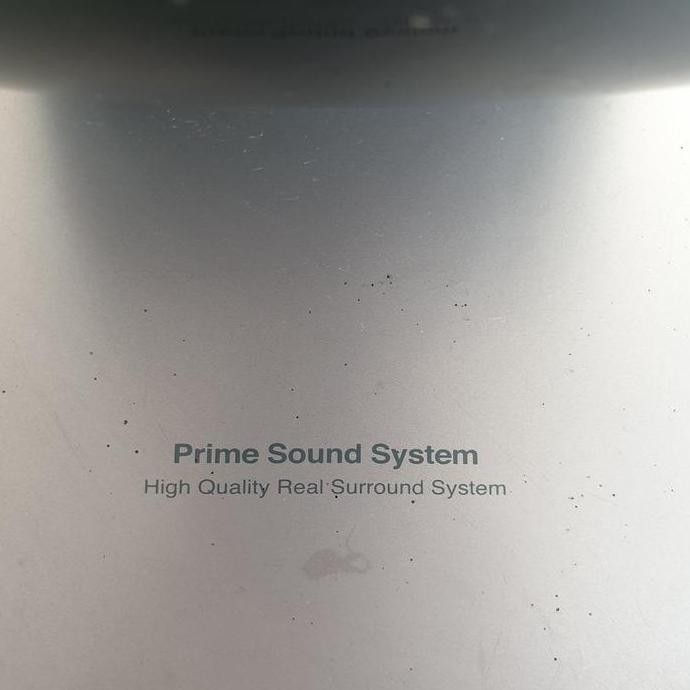 Prime Sound System
High Quality Real Surround System